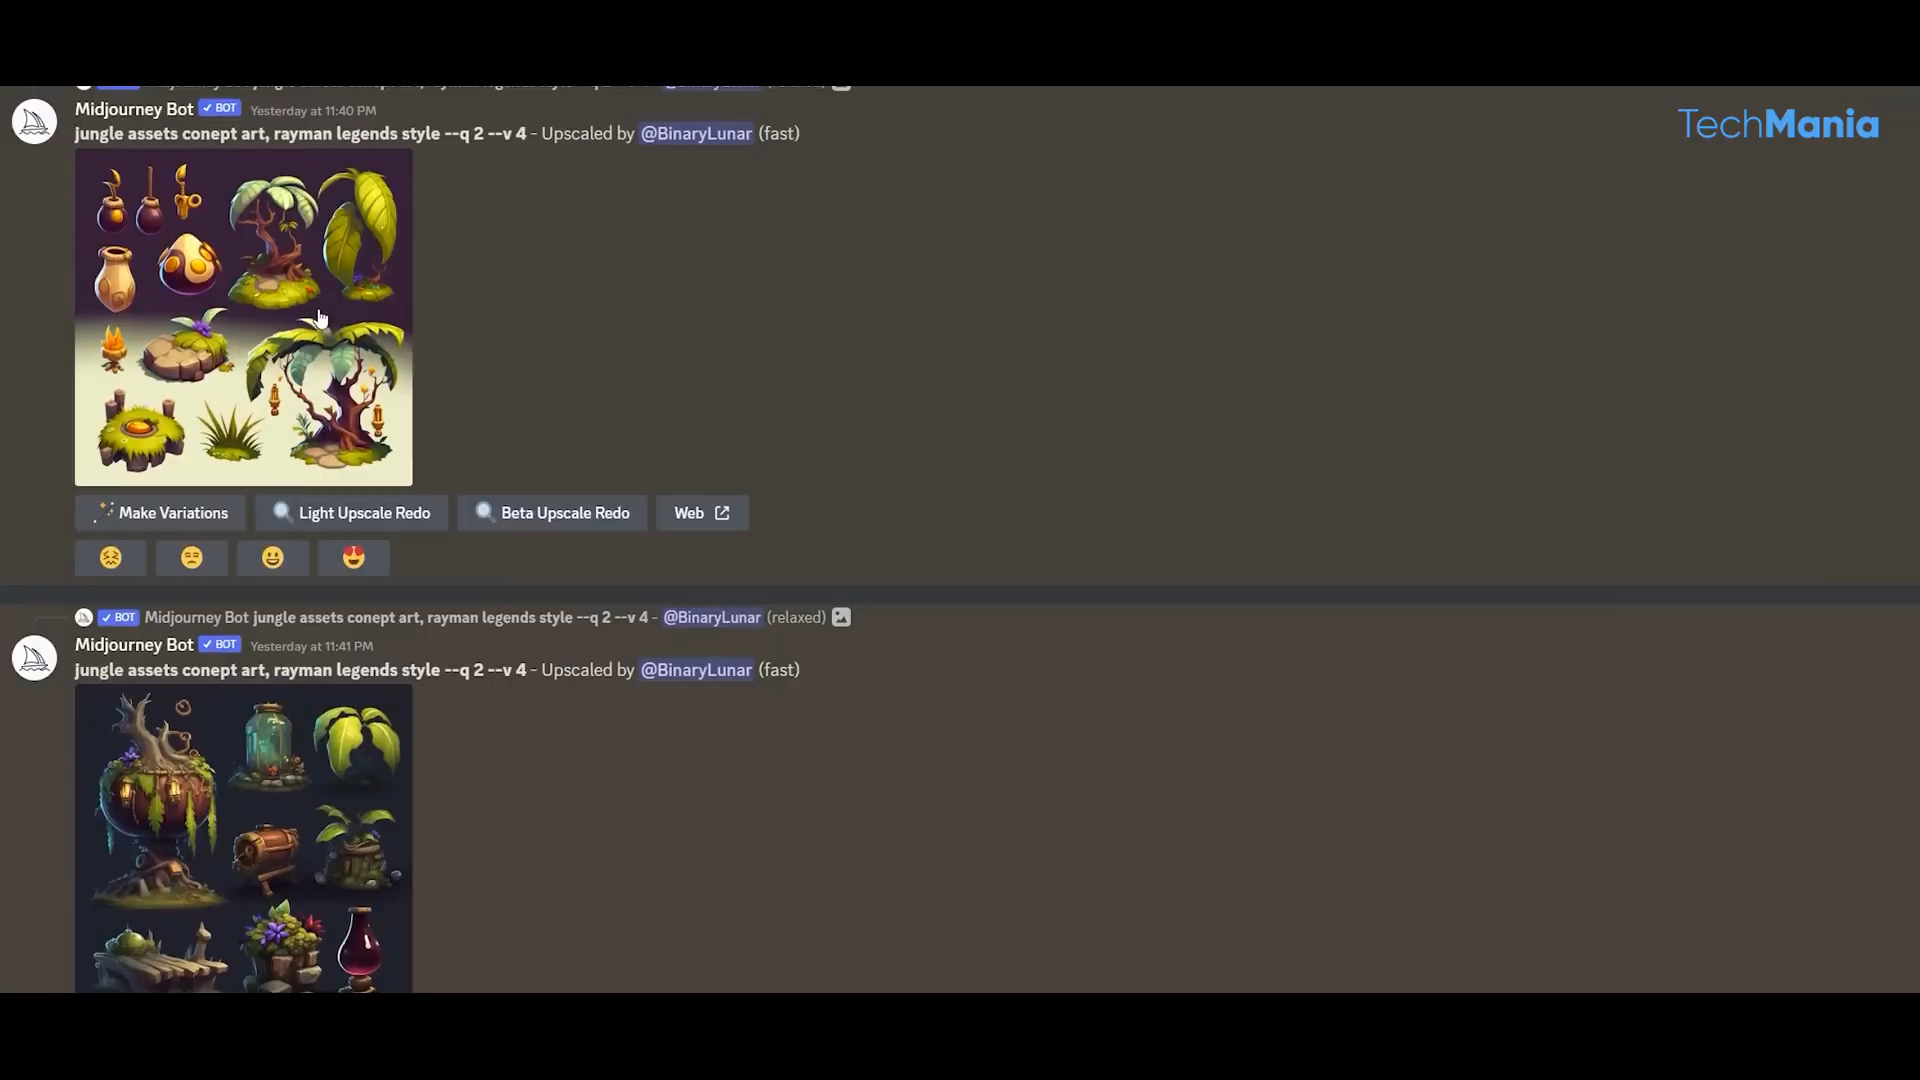 Midjourney Bot ✓ BOT Yesterday at 11:40 PM
TechMania
jungle assets conept art, rayman legends style --q 2 --v 4 - Upscaled by @BinaryLunar (fast)
Make Variations Light Upscale Redo Beta Upscale Redo Web
✓ BOT Midjourney Bot jungle assets conept art, rayman legends style --q 2 --v 4 - @BinaryLunar (relaxed)
Midjourney Bot ✓ BOT Yesterday at 11:41 PM
jungle assets conept art, rayman legends style --q 2 --v 4 - Upscaled by @BinaryLunar (fast)